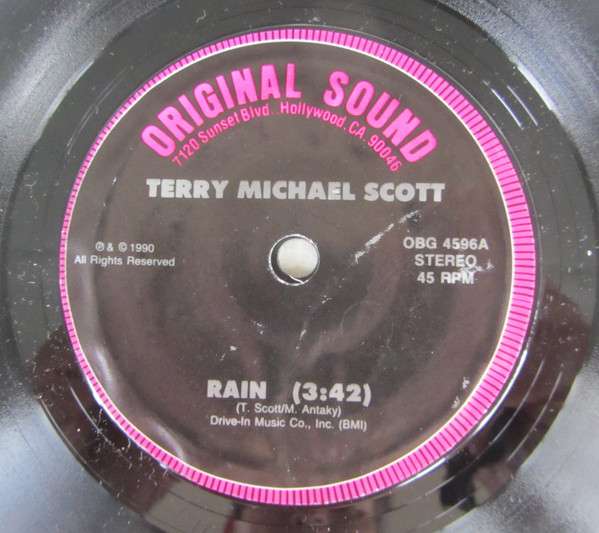 ORIGINAL SOUND
7120 Sunset Blvd. Hollywood, CA. 90046
TERRY MICHAEL SCOTT
℗ & © 1990
All Rights Reserved
OBG 4596A
STEREO
45 RPM
RAIN (3:42)
(T. Scott/M. Antaky)
Drive-In Music Co., Inc. (BMI)